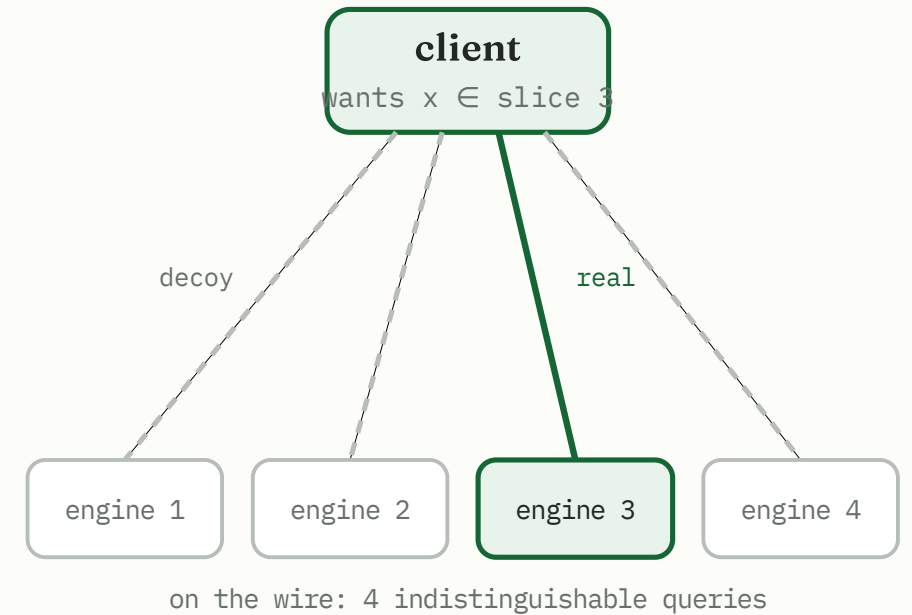 client
wants x ∈ slice 3
decoy
real
engine 1
engine 2
engine 3
engine 4
on the wire: 4 indistinguishable queries